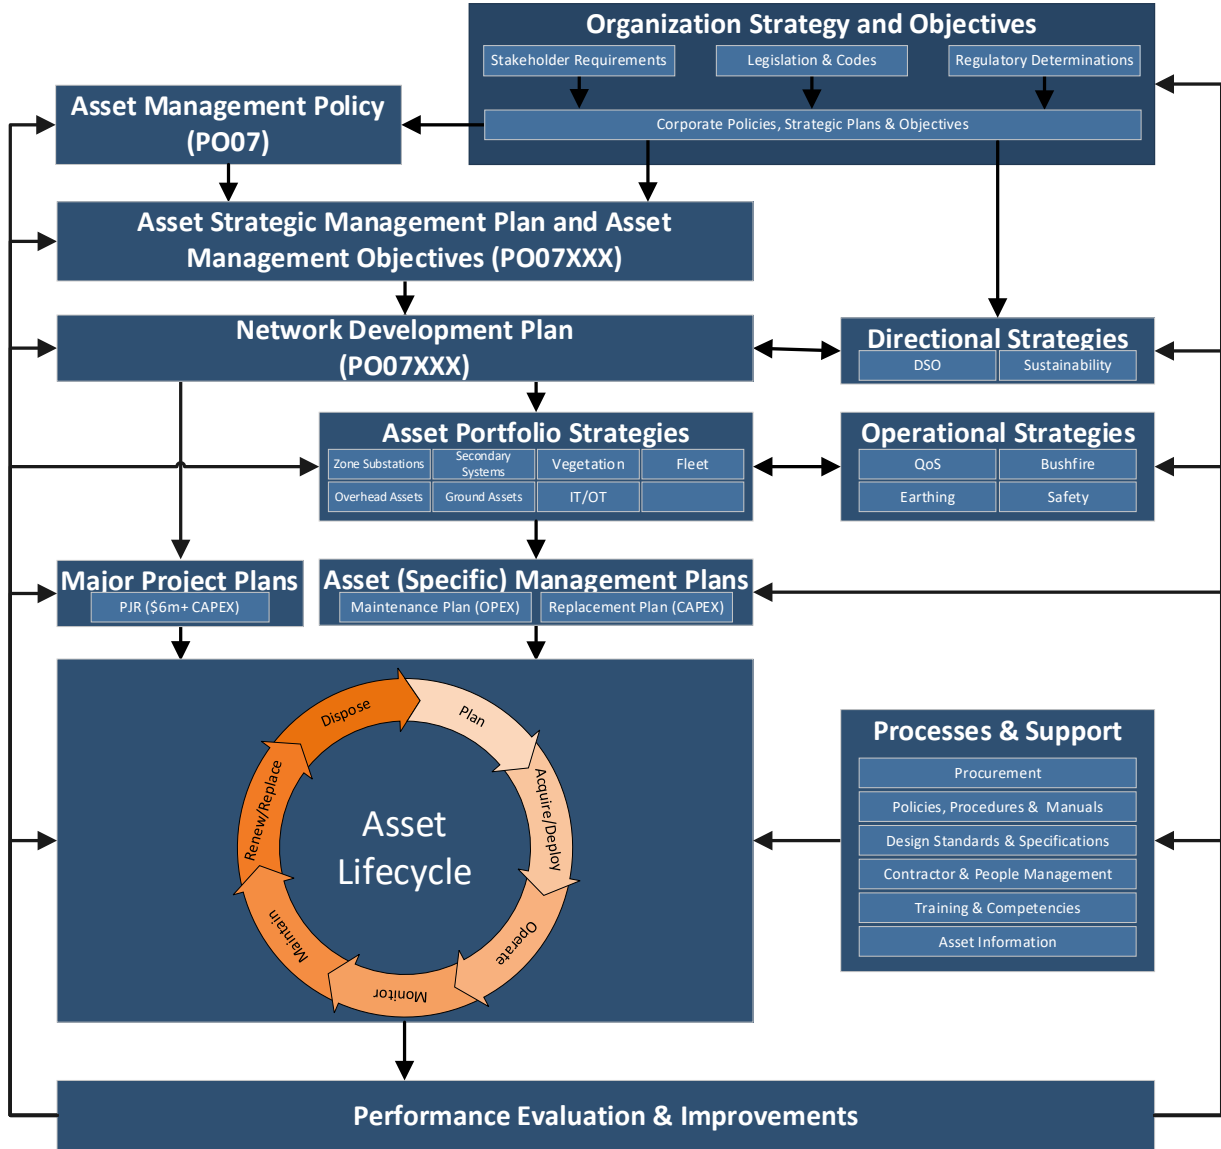 Organization Strategy and Objectives
Stakeholder Requirements
Legislation & Codes
Regulatory Determinations
Corporate Policies, Strategic Plans & Objectives
Asset Management Policy
(PO07)
Asset Strategic Management Plan and Asset
Management Objectives (PO07XXX)
Network Development Plan
(PO07XXX)
Directional Strategies
DSO
Sustainability
Asset Portfolio Strategies
Zone Substations
Secondary
Systems
Vegetation
Fleet
Overhead Assets
Ground Assets
IT/OT
Operational Strategies
QoS
Bushfire
Earthing
Safety
Major Project Plans
PJR ($6m+ CAPEX)
Asset (Specific) Management Plans
Maintenance Plan (OPEX)
Replacement Plan (CAPEX)
Asset
Lifecycle
Plan
Acquire/Deploy
Operate
Monitor
Maintain
Renew/Replace
Dispose
Processes & Support
Procurement
Policies, Procedures & Manuals
Design Standards & Specifications
Contractor & People Management
Training & Competencies
Asset Information
Performance Evaluation & Improvements